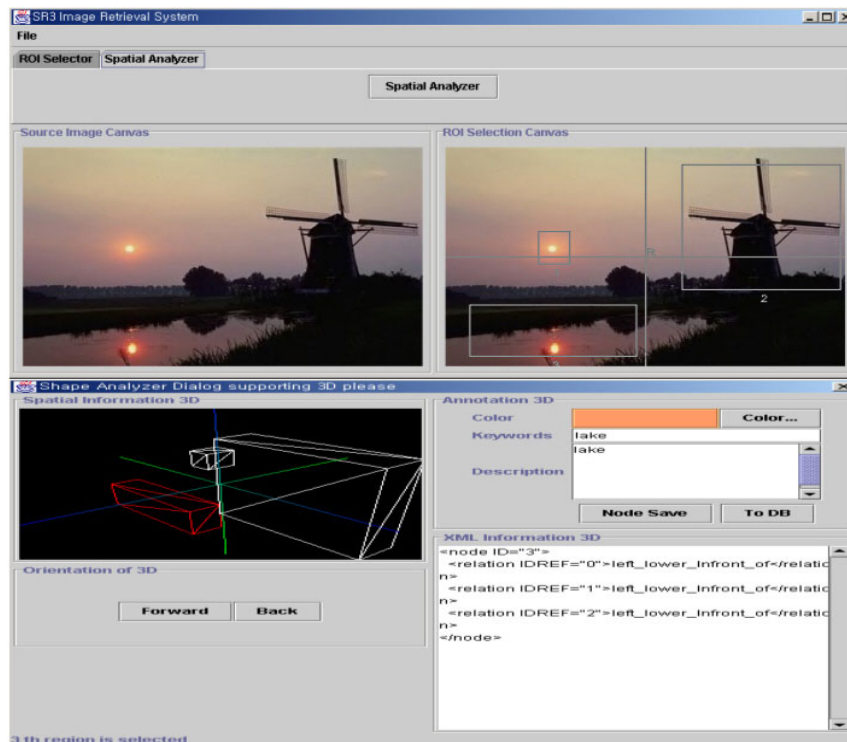 SR3 Image Retrieval System
File
ROI Selector Spatial Analyzer
Spatial Analyzer
Source Image Canvas
ROI Selection Canvas
2
Shape Analyzer Dialog supporting 3D please
Spatial Information 3D
Annotation 3D
Color Color...
Keywords lake
Description lake
Node Save To DB
Orientation of 3D
Forward Back
XML Information 3D
<node ID="3">
<relation IDREF="0">left_lower_Infront_of</relatio
n>
<relation IDREF="1">left_lower_Infront_of</relatio
n>
<relation IDREF="2">left_lower_Infront_of</relatio
n>
</node>
3 th region is selected